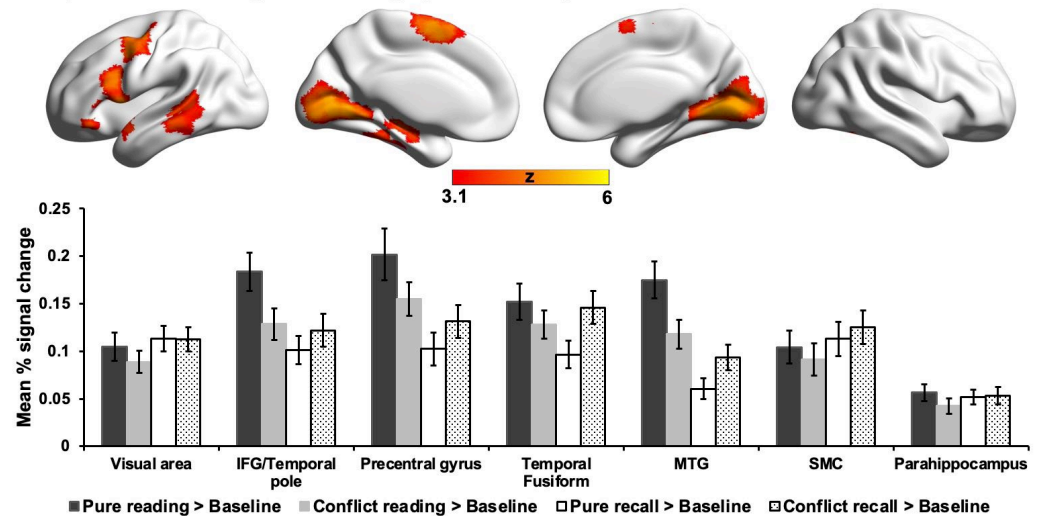 z
3.1 6
Mean % signal change
0.25
0.2
0.15
0.1
0.05
0
Visual area
IFG/Temporal
pole
Precentral gyrus
Temporal
Fusiform
MTG
SMC
Parahippocampus
Pure reading > Baseline Conflict reading > Baseline Pure recall > Baseline Conflict recall > Baseline